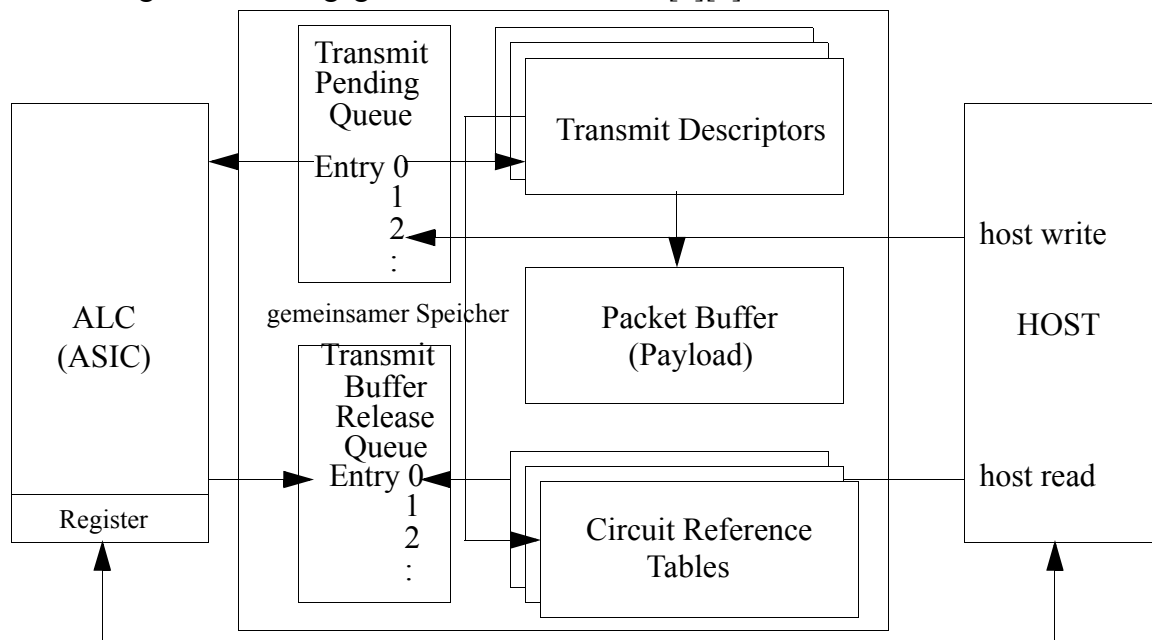 Transmit
Pending
Queue
Entry 0
1
2
:
Transmit Descriptors
host write
gemeinsamer Speicher
Packet Buffer
(Payload)
ALC
(ASIC)
HOST
Transmit
Buffer
Release
Queue
Entry 0
1
2
:
host read
Register
Circuit Reference
Tables